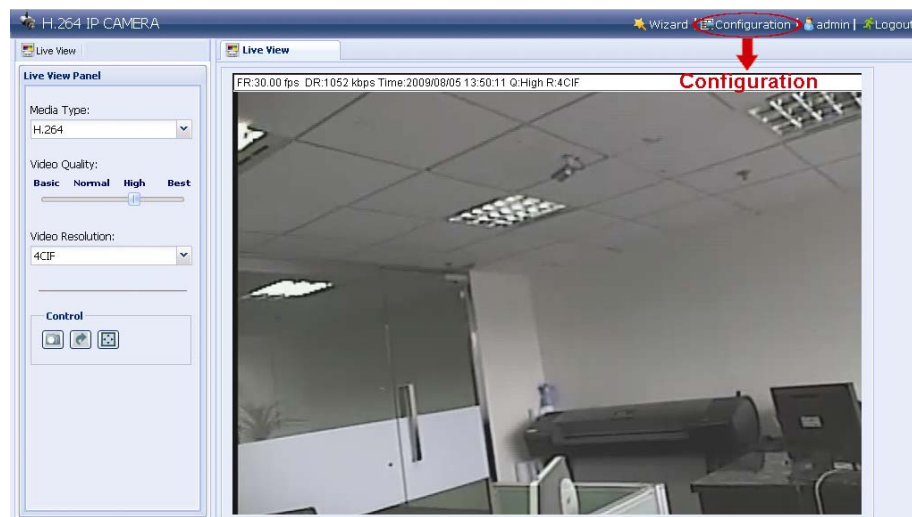 H.264 IP CAMERA
Wizard | Configuration | admin | Logout
Live View
Live View
Live View Panel
FR:30.00 fps DR:1052 kbps Time:2009/08/05 13:50:11 Q:High R:4CIF
Configuration
Media Type:
H.264
Video Quality:
Basic Normal High Best
Video Resolution:
4CIF
Control